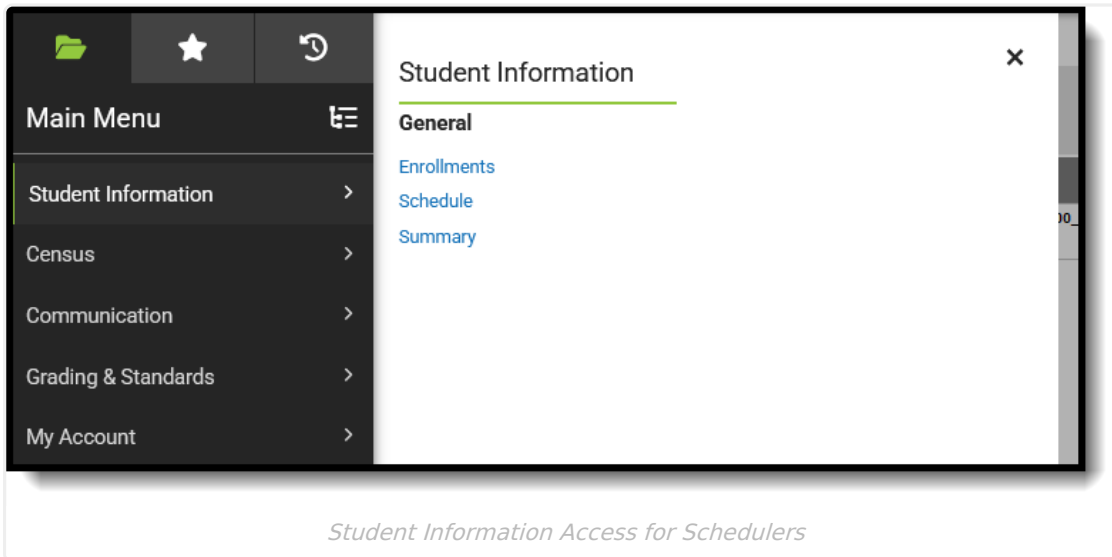 Student Information
Main Menu
General
Enrollments
Student Information
Schedule
00_
Summary
Census
Communication
Grading & Standards
My Account
Student Information Access for Schedulers